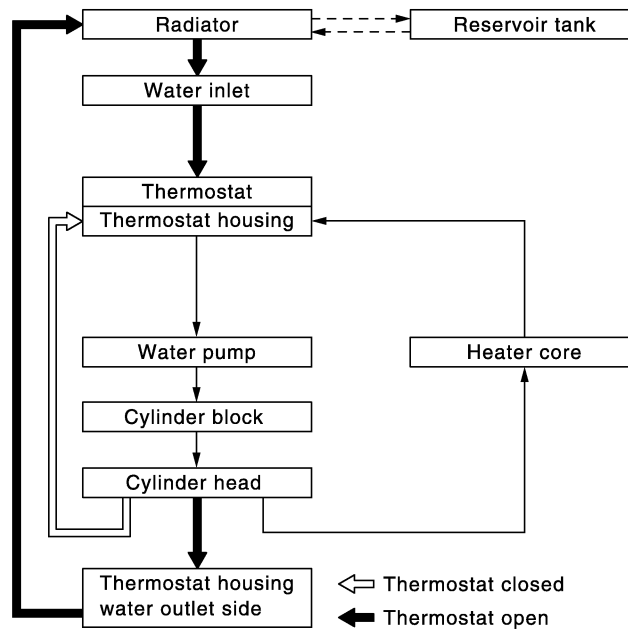 Radiator
Reservoir tank
Water inlet
Thermostat
Thermostat housing
Water pump
Heater core
Cylinder block
Cylinder head
Thermostat housing
water outlet side
Thermostat closed
Thermostat open